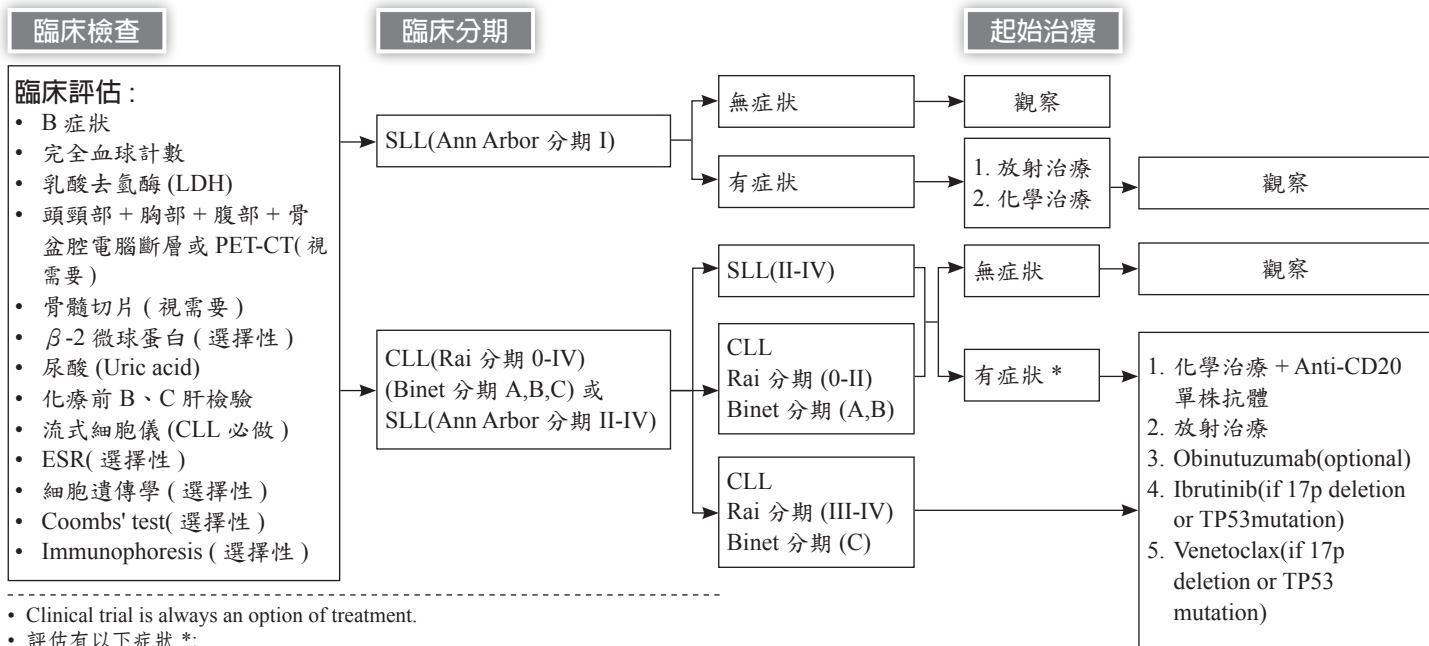 臨床檢查
臨床分期
起始治療
臨床評估 :
• B 症狀
• 完全血球計數
• 乳酸去氫酶 (LDH)
• 頭頸部 + 胸部 + 腹部 + 骨
盆腔電腦斷層或 PET-CT( 視
需要 )
• 骨髓切片 ( 視需要 )
• β-2 微球蛋白 ( 選擇性 )
• 尿酸 (Uric acid)
• 化療前 B、C 肝檢驗
• 流式細胞儀 (CLL 必做 )
• ESR( 選擇性 )
• 細胞遺傳學 ( 選擇性 )
• Coombs' test( 選擇性 )
• Immunophoresis ( 選擇性 )
SLL(Ann Arbor 分期 I)
無症狀
觀察
有症狀
1. 放射治療
2. 化學治療
觀察
CLL(Rai 分期 0-IV)
(Binet 分期 A,B,C) 或
SLL(Ann Arbor 分期 II-IV)
SLL(II-IV)
CLL
Rai 分期 (0-II)
Binet 分期 (A,B)
CLL
Rai 分期 (III-IV)
Binet 分期 (C)
無症狀
觀察
有症狀 *
1. 化學治療 + Anti-CD20
單株抗體
2. 放射治療
3. Obinutuzumab(optional)
4. Ibrutinib(if 17p deletion
or TP53mutation)
5. Venetoclax(if 17p
deletion or TP53
mutation)
• Clinical trial is always an option of treatment.
• 評估有以下症狀 *: